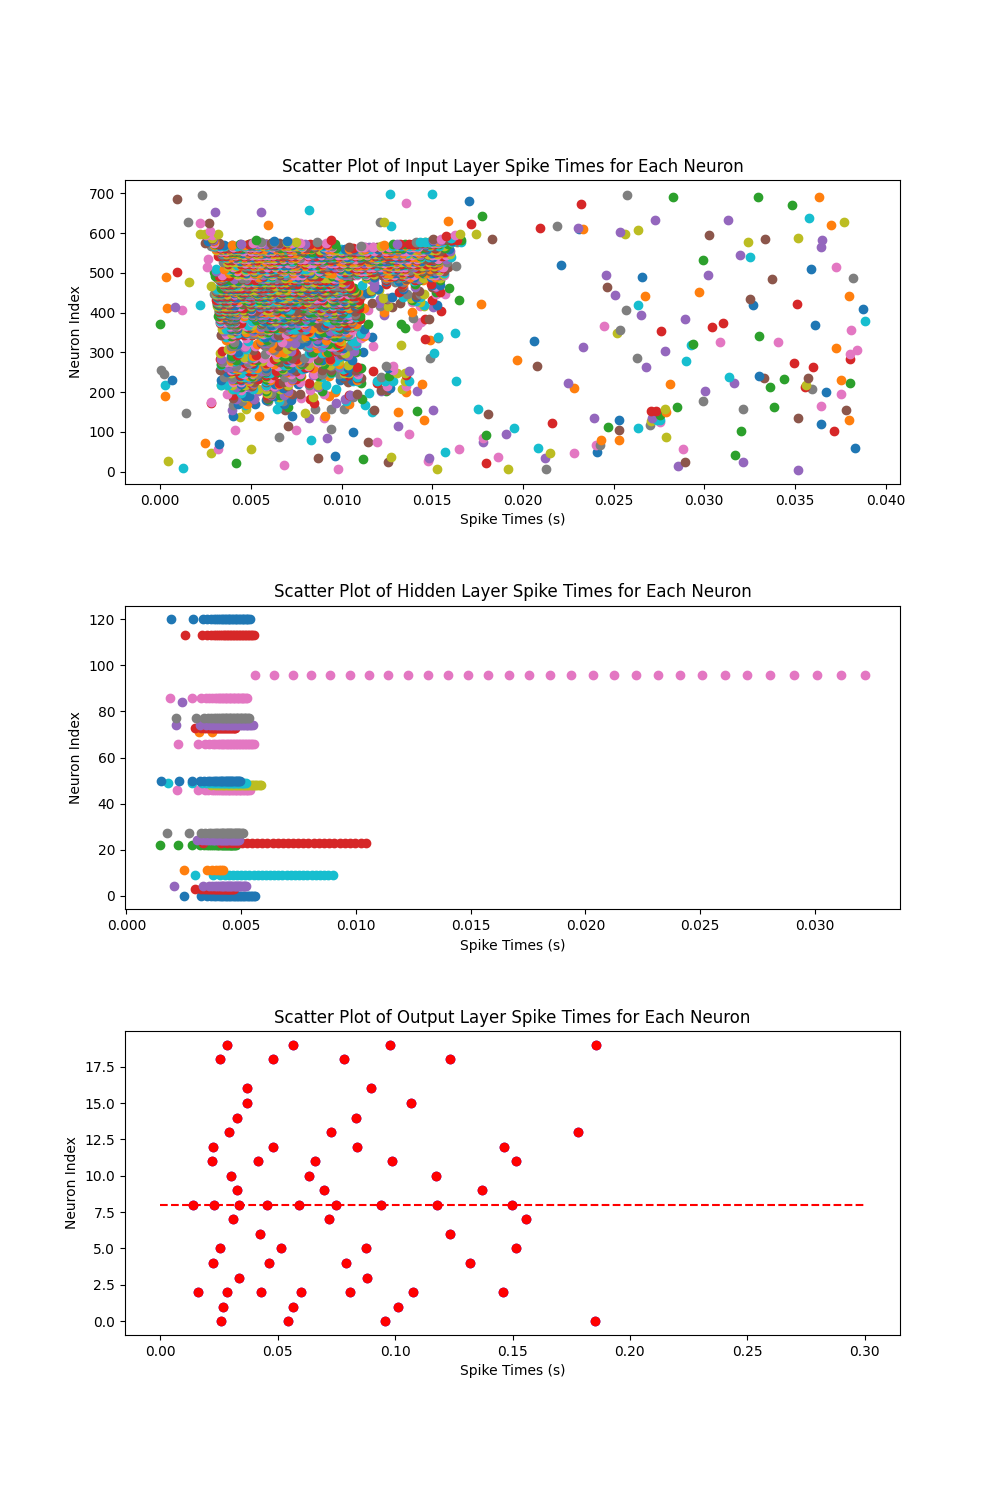 Scatter Plot of Input Layer Spike Times for Each Neuron
700
600
500
400
300
200
100
0
Neuron Index
0.000 0.005 0.010 0.015 0.020 0.025 0.030 0.035 0.040
Spike Times (s)
Scatter Plot of Hidden Layer Spike Times for Each Neuron
120
100
80
60
40
20
0
Neuron Index
0.000 0.005 0.010 0.015 0.020 0.025 0.030
Spike Times (s)
Scatter Plot of Output Layer Spike Times for Each Neuron
17.5
15.0
12.5
10.0
7.5
5.0
2.5
0.0
Neuron Index
0.00 0.05 0.10 0.15 0.20 0.25 0.30
Spike Times (s)